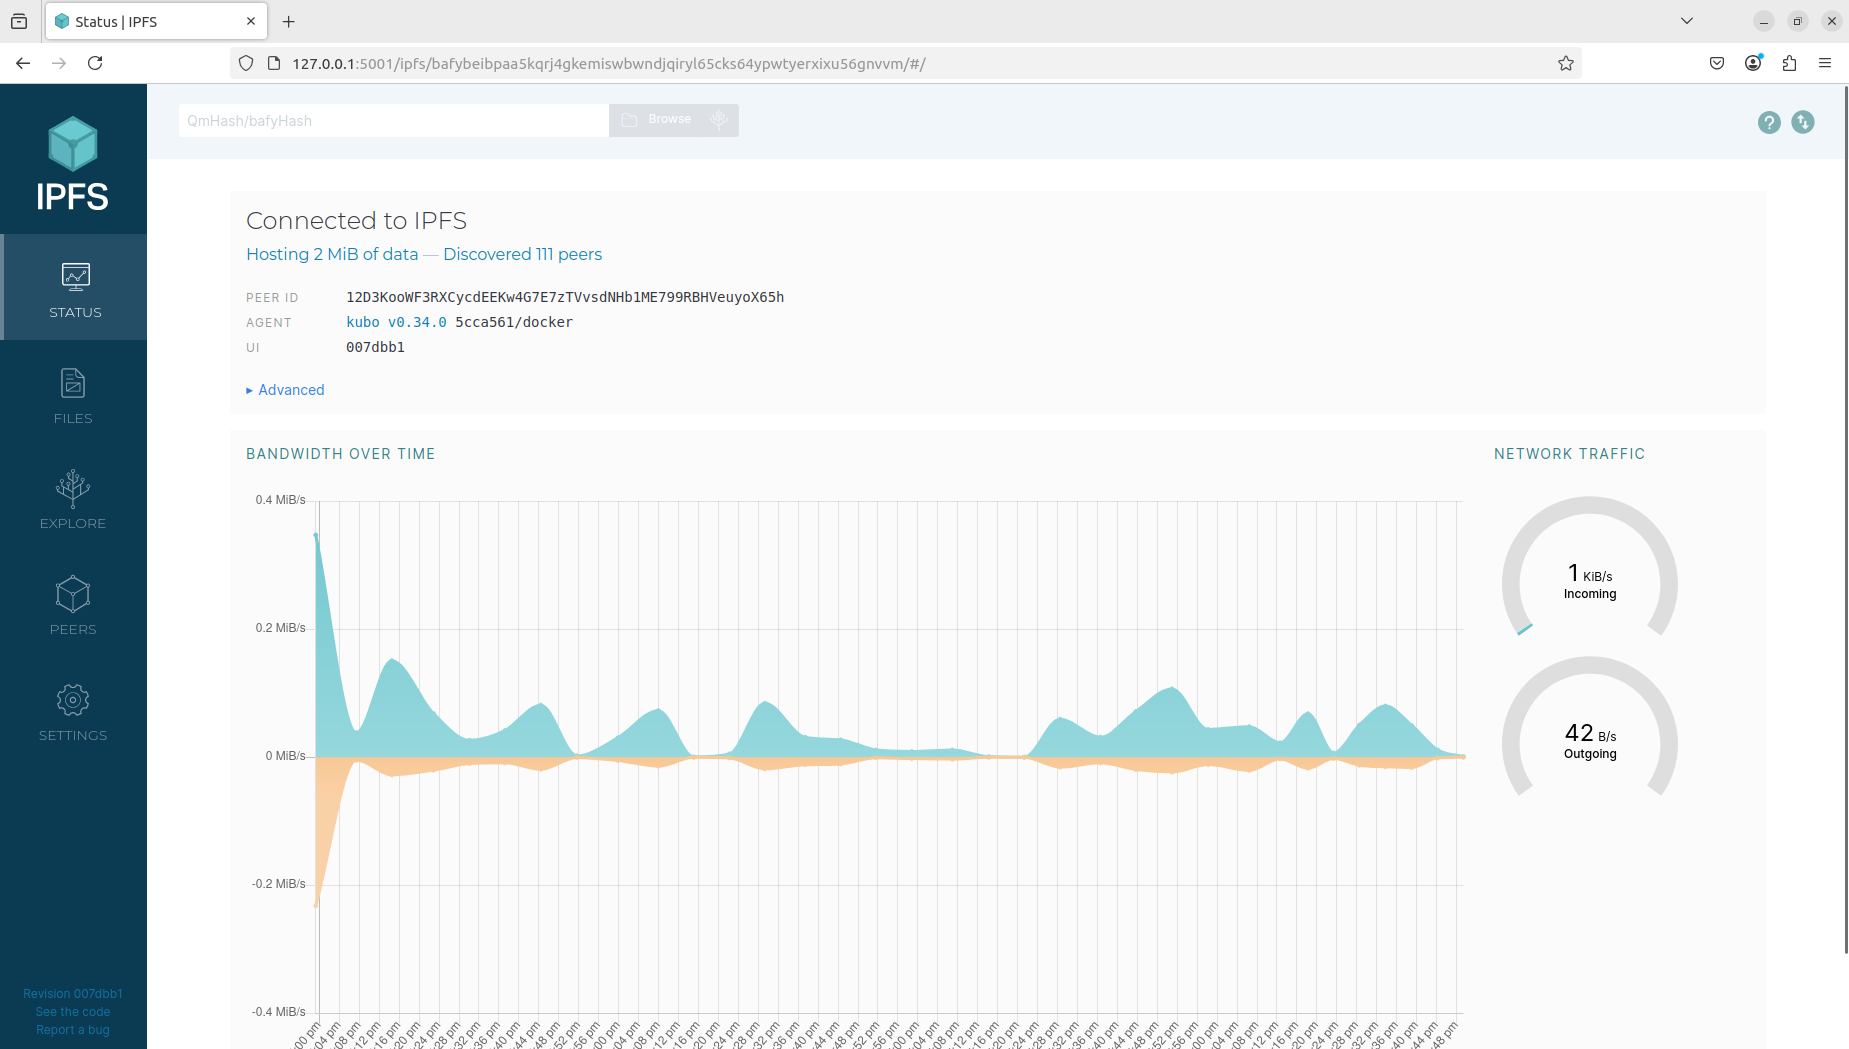 Status | IPFS
127.0.0.1:5001/ipfs/bafybeibpaa5kqrj4gkemiswbwndjqiryl65cks64ypwtyerxixu56gnvvm/#/
IPFS
STATUS
FILES
EXPLORE
PEERS
SETTINGS
Revision 007dbb1
See the code
Report a bug
QmHash/bafyHash
Browse
Connected to IPFS
Hosting 2 MiB of data — Discovered 111 peers
PEER ID 12D3KooWF3RXCycdEEKw4G7E7zTVvsdNHb1ME799RBHVeuyoX65h
AGENT kubo v0.34.0 5cca561/docker
UI 007dbb1
▸ Advanced
BANDWIDTH OVER TIME
0.4 MiB/s
0.2 MiB/s
0 MiB/s
-0.2 MiB/s
-0.4 MiB/s
NETWORK TRAFFIC
1 KiB/s
Incoming
42 B/s
Outgoing